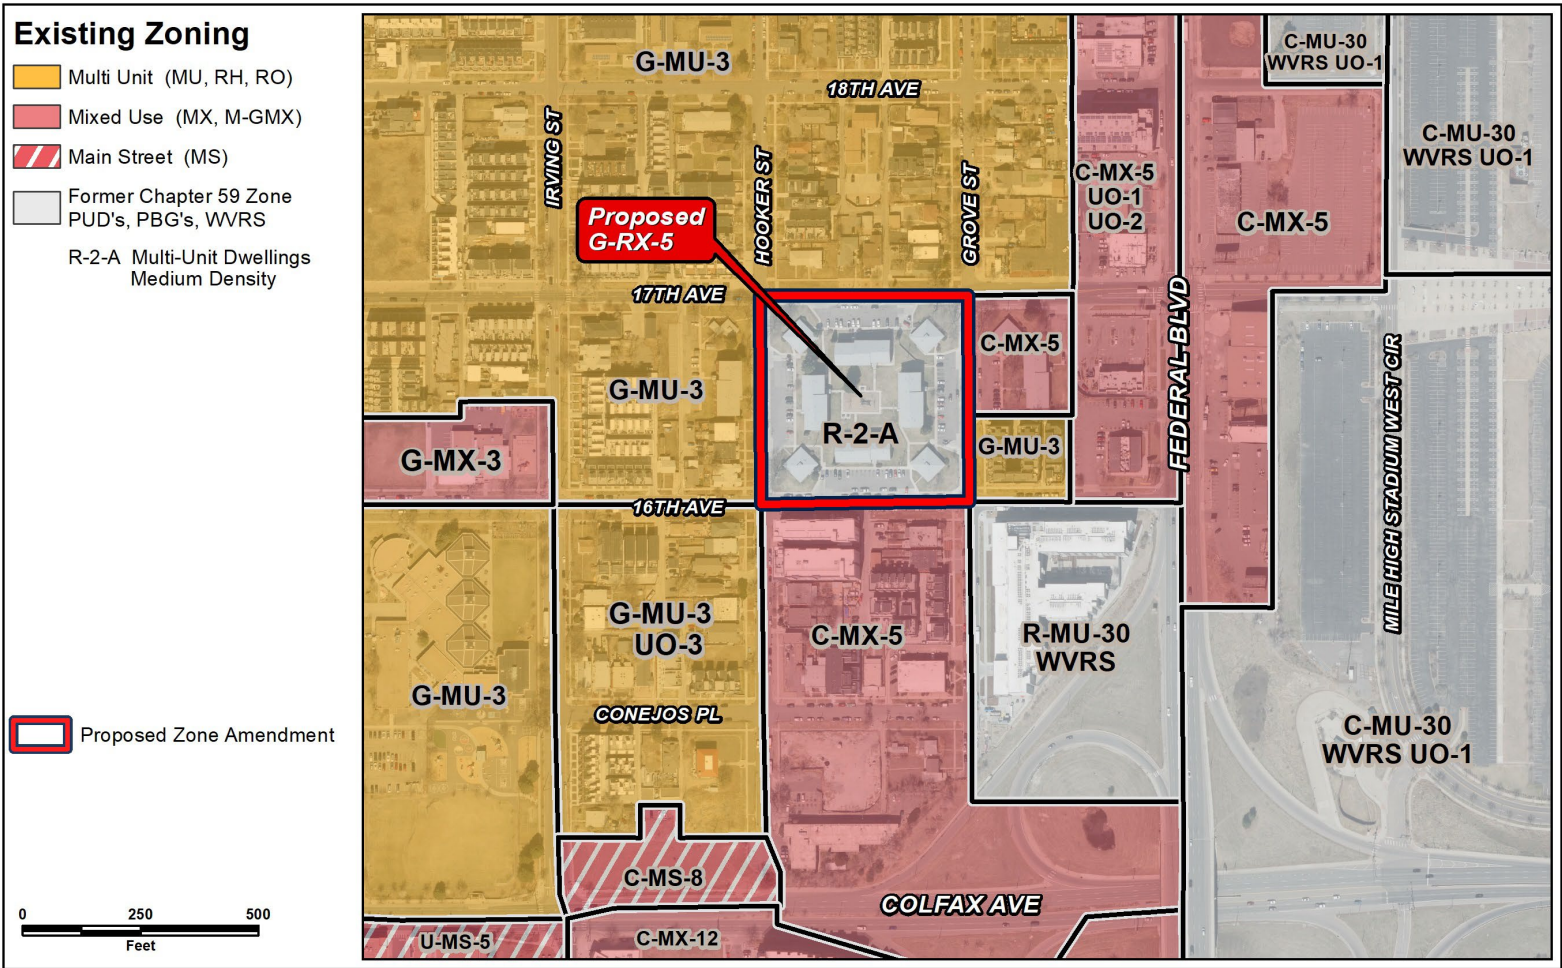 Existing Zoning
Multi Unit (MU, RH, RO)
Mixed Use (MX, M-GMX)
Main Street (MS)
Former Chapter 59 Zone
PUD's, PBG's, WVRS
R-2-A Multi-Unit Dwellings
Medium Density
Proposed Zone Amendment
0
250
500
Feet
G-MU-3
18TH AVE
C-MU-30
WVRS UO-1
C-MU-30
WVRS UO-1
IRVING ST
HOOKER ST
GROVE ST
C-MX-5
UO-1
UO-2
C-MX-5
Proposed
G-RX-5
17TH AVE
FEDERAL BLVD
MILE HIGH STADIUM WEST CIR
C-MX-5
G-MU-3
R-2-A
G-MU-3
G-MX-3
16TH AVE
G-MU-3
UO-3
C-MX-5
R-MU-30
WVRS
G-MU-3
CONEJOS PL
C-MU-30
WVRS UO-1
C-MS-8
COLFAX AVE
U-MS-5
C-MX-12